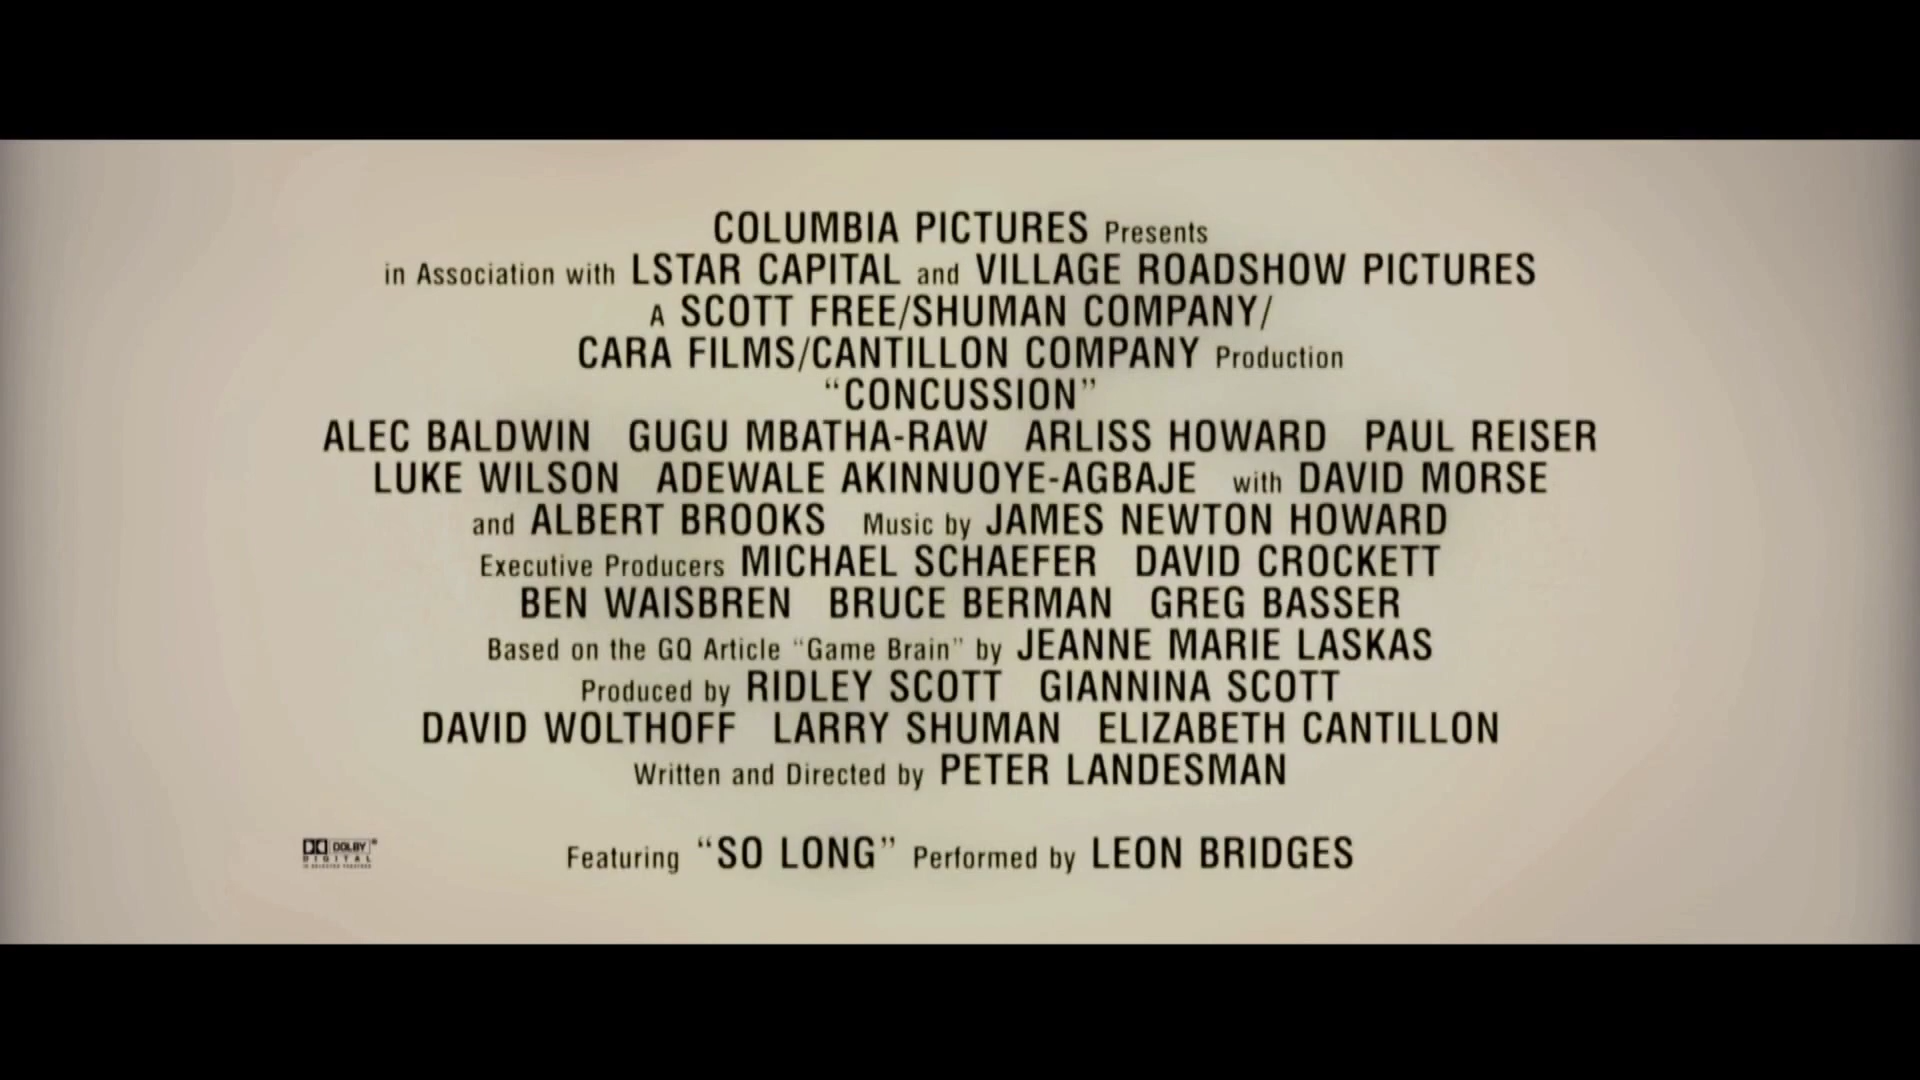 COLUMBIA PICTURES Presents
in Association with LSTAR CAPITAL and VILLAGE ROADSHOW PICTURES
A SCOTT FREE/SHUMAN COMPANY/
CARA FILMS/CANTILLON COMPANY Production
“CONCUSSION”
ALEC BALDWIN GUGU MBATHA-RAW ARLISS HOWARD PAUL REISER
LUKE WILSON ADEWALE AKINNUOYE-AGBAJE with DAVID MORSE
and ALBERT BROOKS Music by JAMES NEWTON HOWARD
Executive Producers MICHAEL SCHAEFER DAVID CROCKETT
BEN WAISBREN BRUCE BERMAN GREG BASSER
Based on the GQ Article “Game Brain” by JEANNE MARIE LASKAS
Produced by RIDLEY SCOTT GIANNINA SCOTT
DAVID WOLTHOFF LARRY SHUMAN ELIZABETH CANTILLON
Written and Directed by PETER LANDESMAN
Featuring “SO LONG” Performed by LEON BRIDGES
DOLBY
DIGITAL